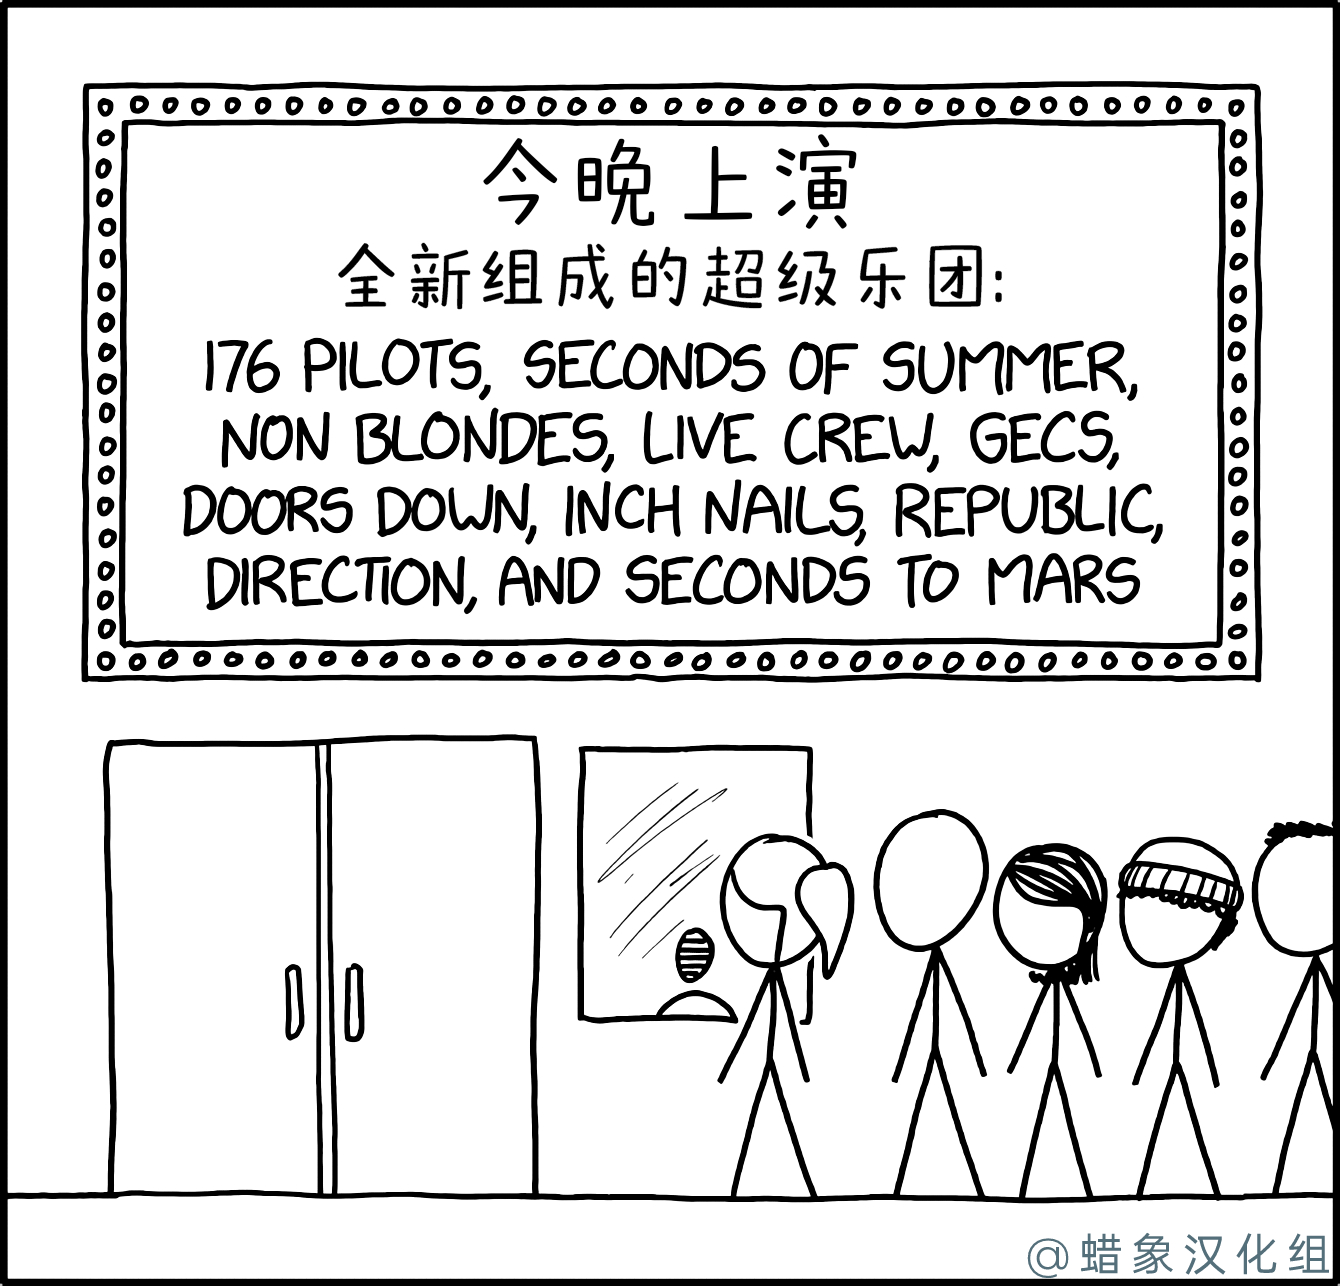 今晚上演
全新组成的超级乐团:
176 PILOTS, SECONDS OF SUMMER,
NON BLONDES, LIVE CREW, GECS,
DOORS DOWN, INCH NAILS, REPUBLIC,
DIRECTION, AND SECONDS TO MARS
@蜡象汉化组